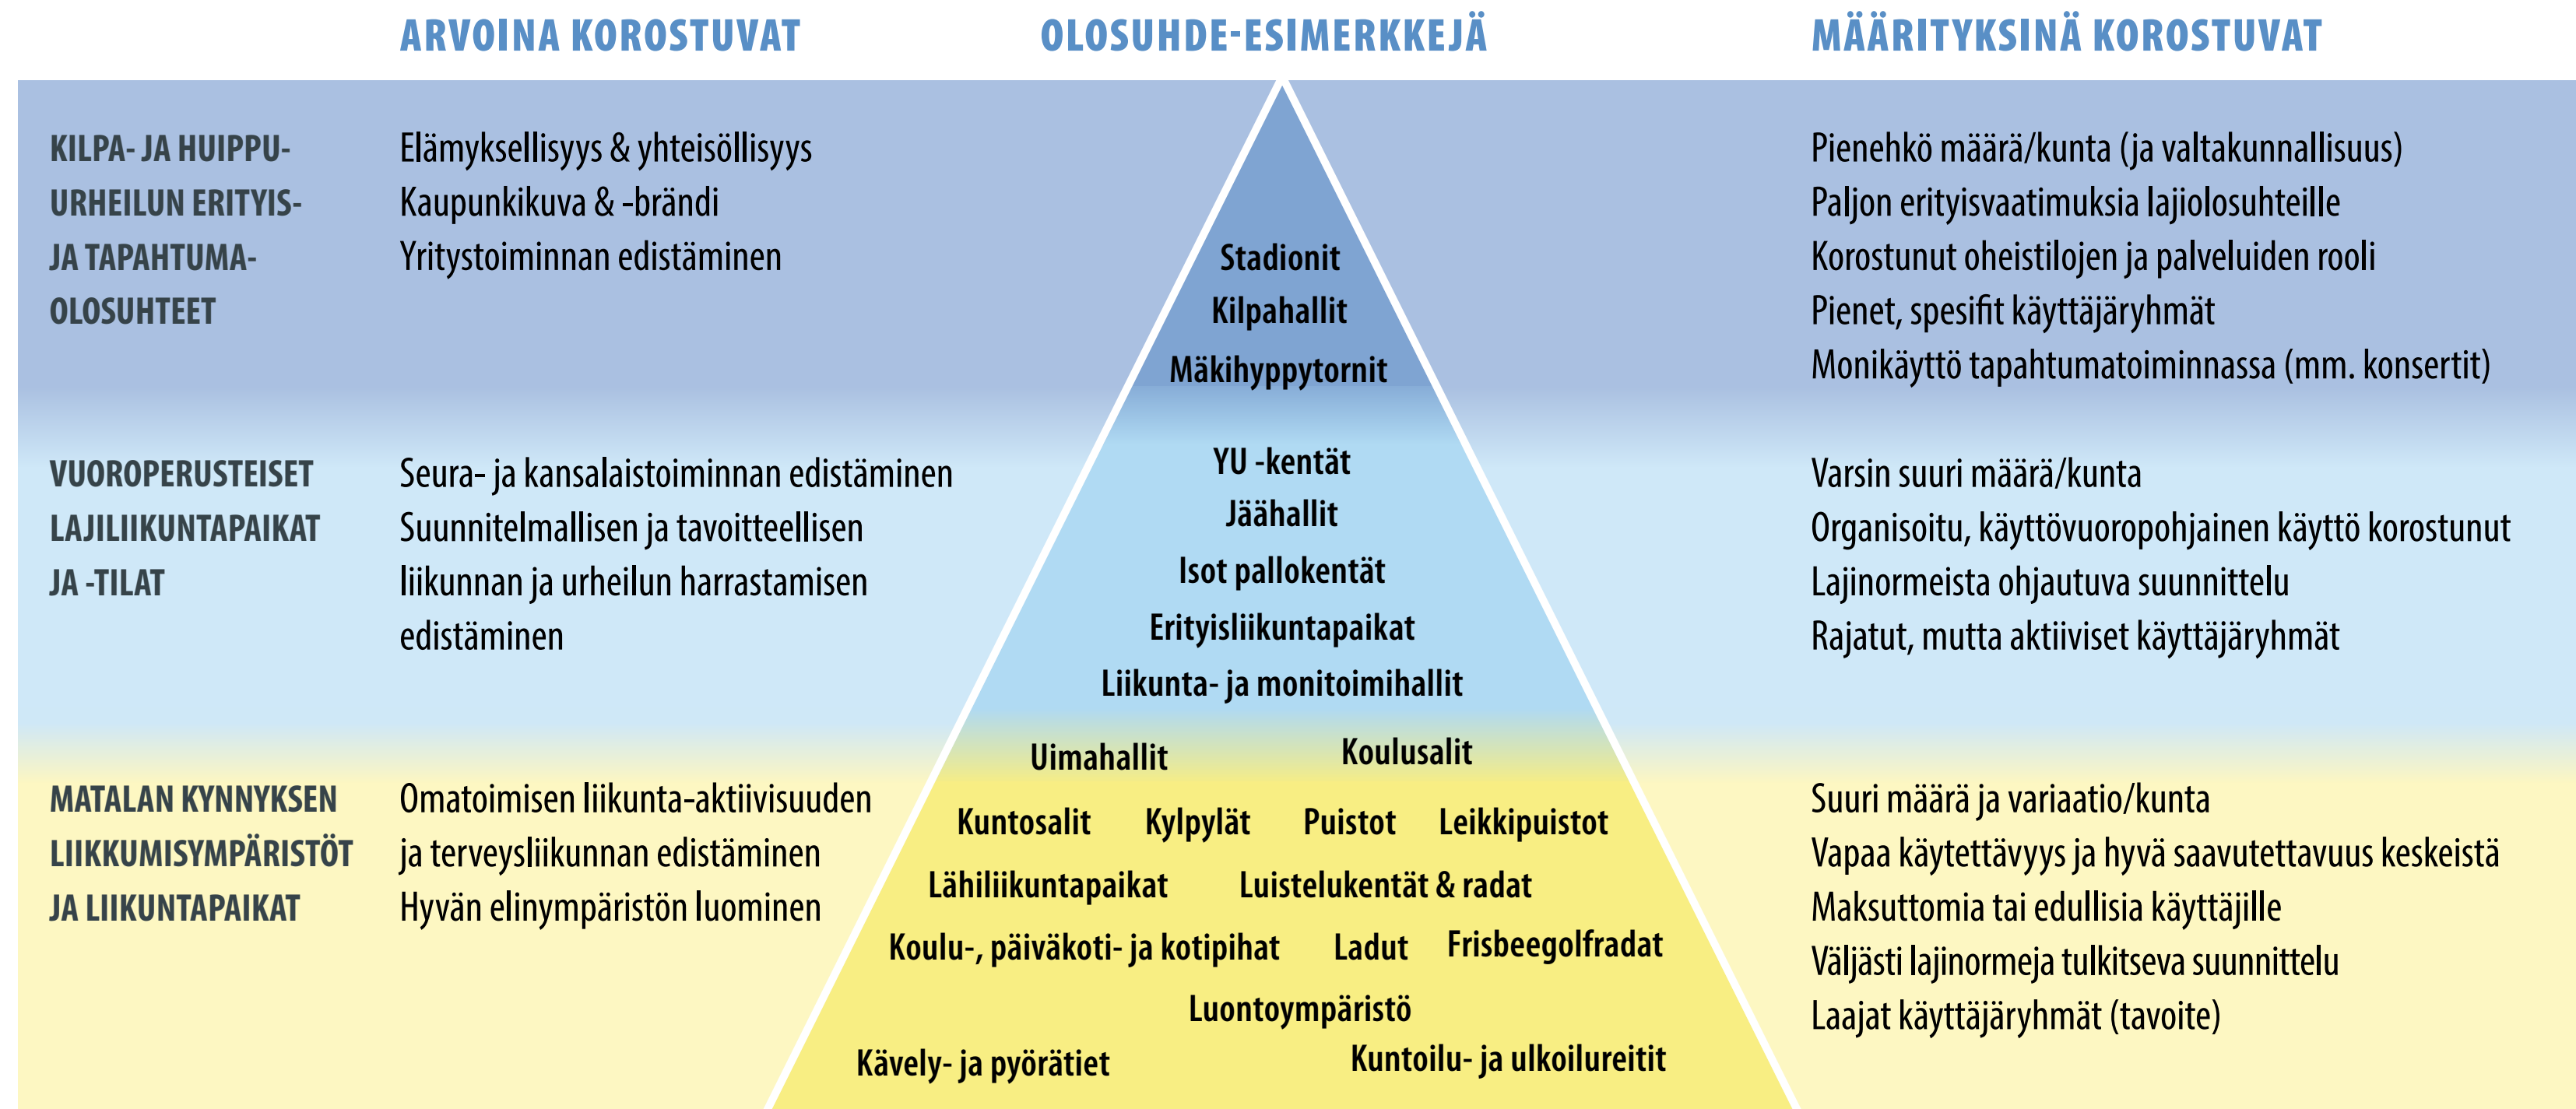 ARVOINA KOROSTUVAT
OLOSUHDE-ESIMERKKEJÄ
MÄÄRITYKSINÄ KOROSTUVAT
KILPA- JA HUIPPU-
URHEILUN ERITYIS-
JA TAPAHTUMA-
OLOSUHTEET
Elämyksellisyys & yhteisöllisyys
Kaupunkikuva & -brändi
Yritystoiminnan edistäminen
Stadionit
Kilpahallit
Mäkihyppytornit
Pienehkö määrä/kunta (ja valtakunnallisuus)
Paljon erityisvaatimuksia lajiolosuhteille
Korostunut oheistilojen ja palveluiden rooli
Pienet, spesifit käyttäjäryhmät
Monikäyttö tapahtumatoiminnassa (mm. konsertit)
VUOROPERUSTEISET
LAJILIIKUNTAPAIKAT
JA -TILAT
Seura- ja kansalaistoiminnan edistäminen
Suunnitelmallisen ja tavoitteellisen
liikunnan ja urheilun harrastamisen
edistäminen
YU -kentät
Jäähallit
Isot pallokentät
Erityisliikuntapaikat
Liikunta- ja monitoimihallit
Varsin suuri määrä/kunta
Organisoitu, käyttövuoropohjainen käyttö korostunut
Lajinormeista ohjautuva suunnittelu
Rajatut, mutta aktiiviset käyttäjäryhmät
MATALAN KYNNYKSEN
LIIKKUMISYMPÄRISTÖT
JA LIIKUNTAPAIKAT
Omatoimisen liikunta-aktiivisuuden
ja terveysliikunnan edistäminen
Hyvän elinympäristön luominen
Uimahallit Koulusalit
Kuntosalit Kylpylät Puistot Leikkipuistot
Lähiliikuntapaikat Luistelukentät & radat
Koulu-, päiväkoti- ja kotipihat Ladut Frisbeegolfradat
Luontoympäristö
Kävely- ja pyörätiet Kuntoilu- ja ulkoilureitit
Suuri määrä ja variaatio/kunta
Vapaa käytettävyys ja hyvä saavutettavuus keskeistä
Maksuttomia tai edullisia käyttäjille
Väljästi lajinormeja tulkitseva suunnittelu
Laajat käyttäjäryhmät (tavoite)